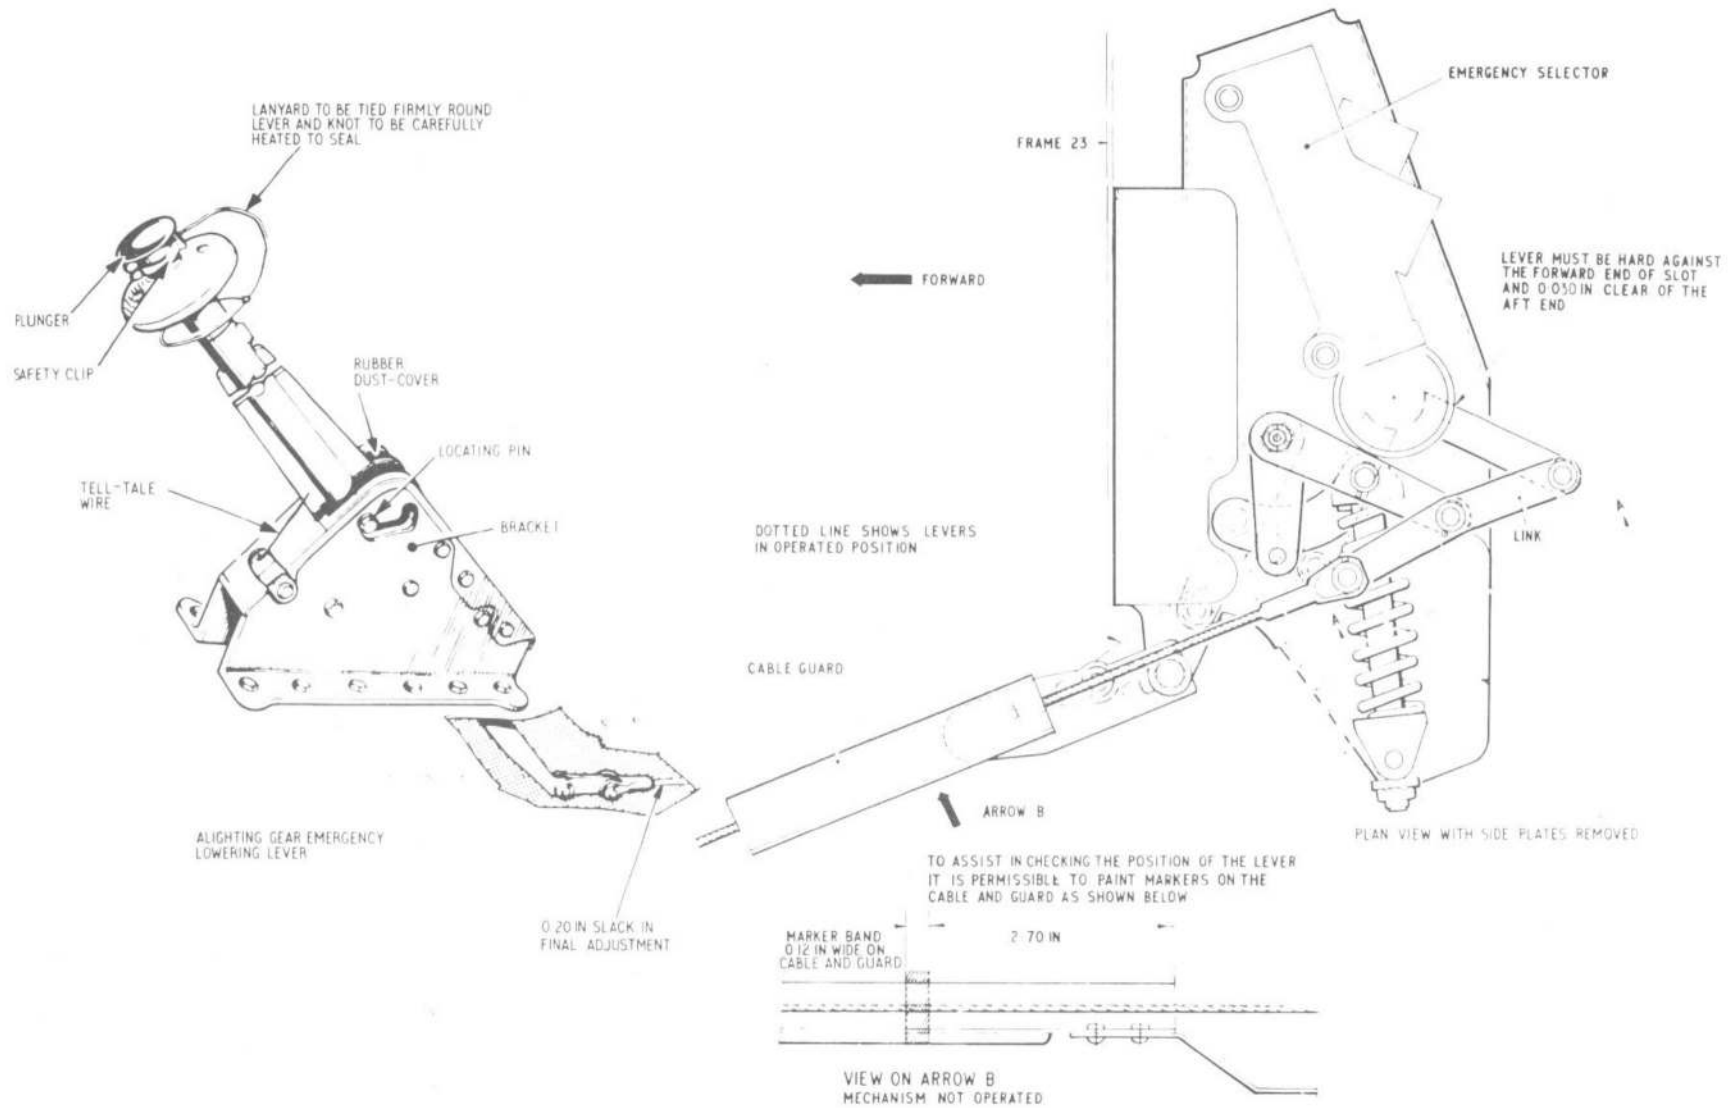 LANYARD TO BE TIED FIRMLY ROUND
LEVER AND KNOT TO BE CAREFULLY
HEATED TO SEAL
PLUNGER
SAFETY CLIP
RUBBER
DUST-COVER
LOCATING PIN
TELL-TALE
WIRE
BRACKET
ALIGHTING GEAR EMERGENCY
LOWERING LEVER
0.20 IN SLACK IN
FINAL ADJUSTMENT
EMERGENCY SELECTOR
FRAME 23
FORWARD
LEVER MUST BE HARD AGAINST
THE FORWARD END OF SLOT
AND 0.030 IN CLEAR OF THE
AFT END
DOTTED LINE SHOWS LEVERS
IN OPERATED POSITION
A
LINK
A
CABLE GUARD
ARROW B
PLAN VIEW WITH SIDE PLATES REMOVED
TO ASSIST IN CHECKING THE POSITION OF THE LEVER
IT IS PERMISSIBLE TO PAINT MARKERS ON THE
CABLE AND GUARD AS SHOWN BELOW
MARKER BAND
0.12 IN WIDE ON
CABLE AND GUARD
2.70 IN
VIEW ON ARROW B
MECHANISM NOT OPERATED